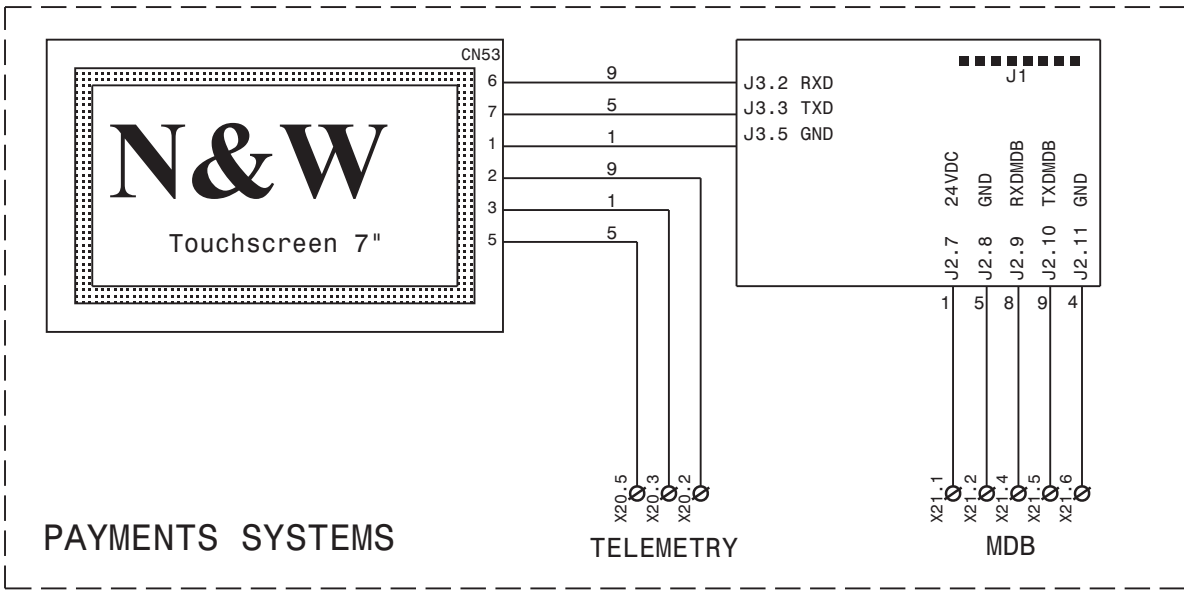 CN53
6 9 J3.2 RXD
7 5 J3.3 TXD
1 1 J3.5 GND
2 9
3 1
5 5
N&W
Touchscreen 7"
J1
J2.7 24VDC
J2.8 GND
J2.9 RXDMDB
J2.10 TXDMDB
J2.11 GND
1 5 8 9 4
X20.5
X20.3
X20.2
X21.1
X21.2
X21.4
X21.5
X21.6
PAYMENTS SYSTEMS
TELEMETRY
MDB